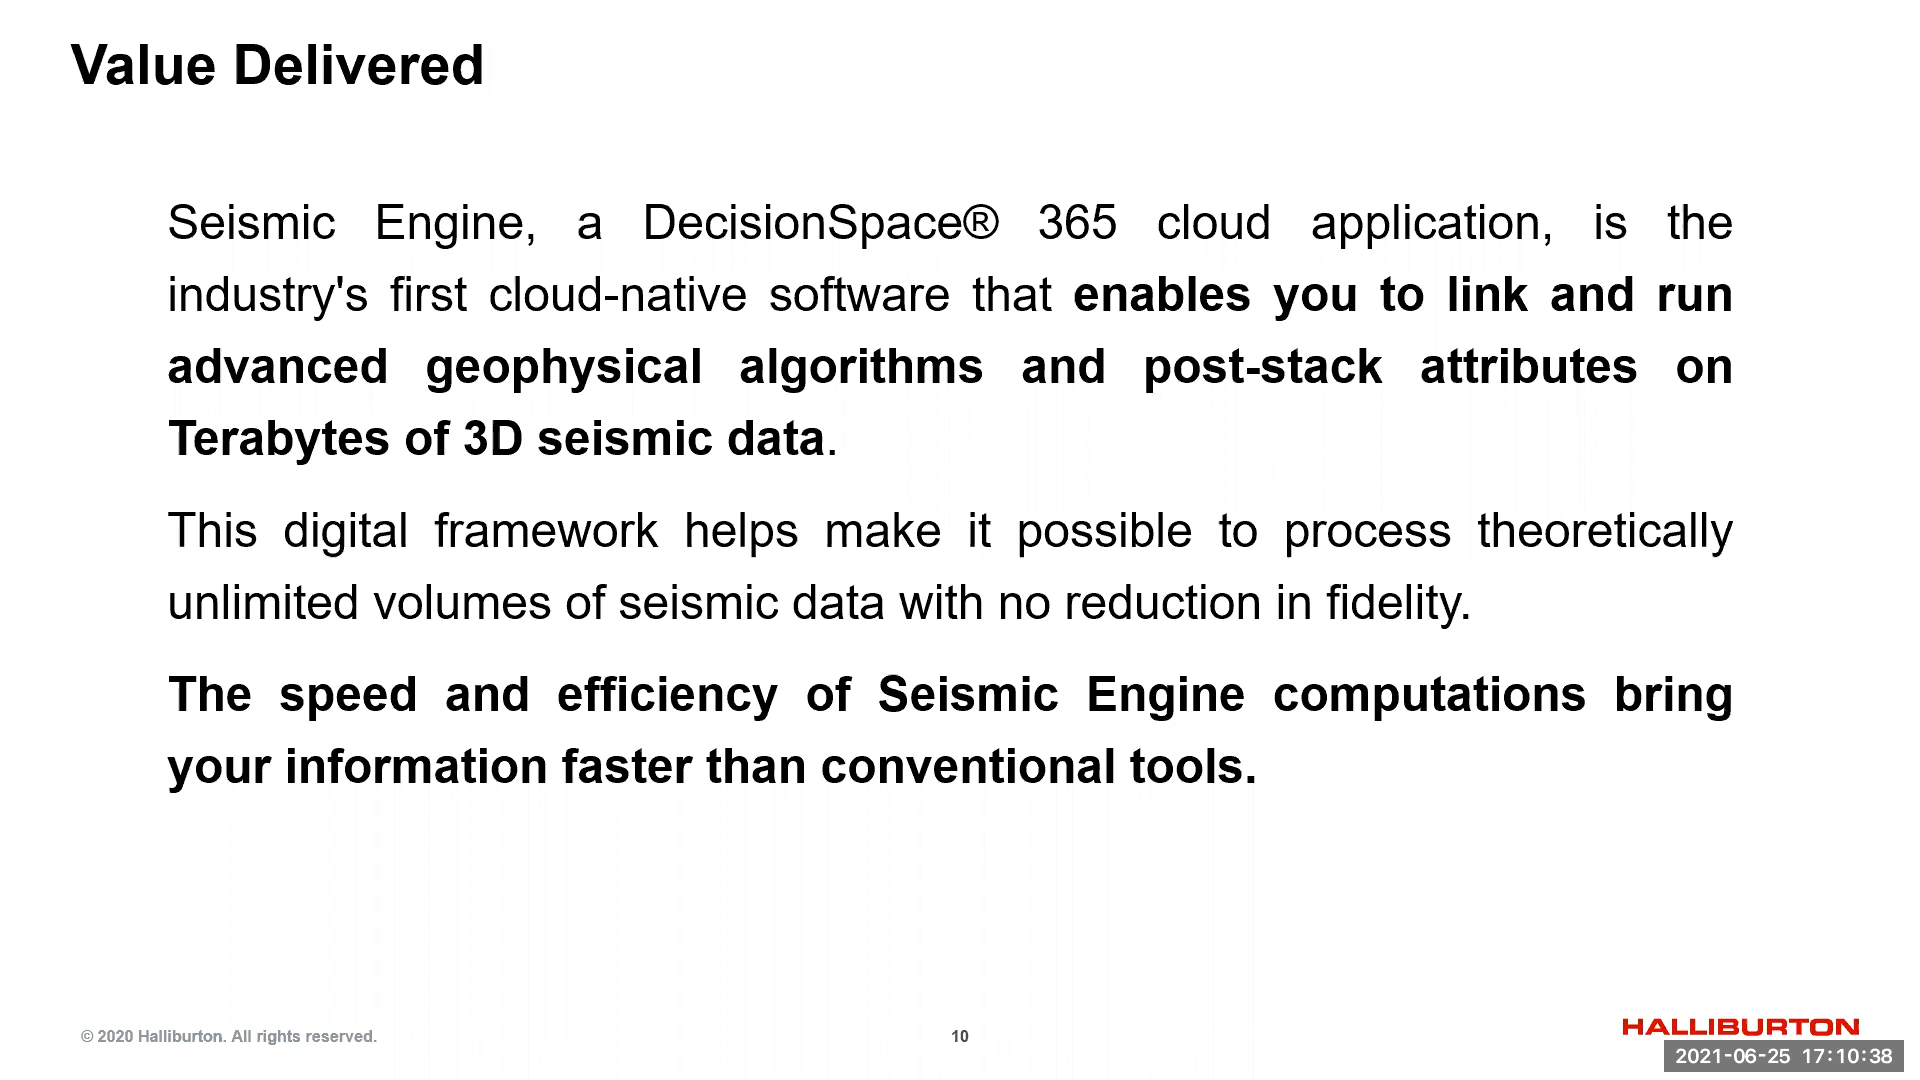 Value Delivered
Seismic Engine, a DecisionSpace® 365 cloud application, is the
industry's first cloud-native software that enables you to link and run
advanced geophysical algorithms and post-stack attributes on
Terabytes of 3D seismic data.
This digital framework helps make it possible to process theoretically
unlimited volumes of seismic data with no reduction in fidelity.
The speed and efficiency of Seismic Engine computations bring
your information faster than conventional tools.
© 2020 Halliburton. All rights reserved.
10
HALLIBURTON
2021-06-25 17:10:38